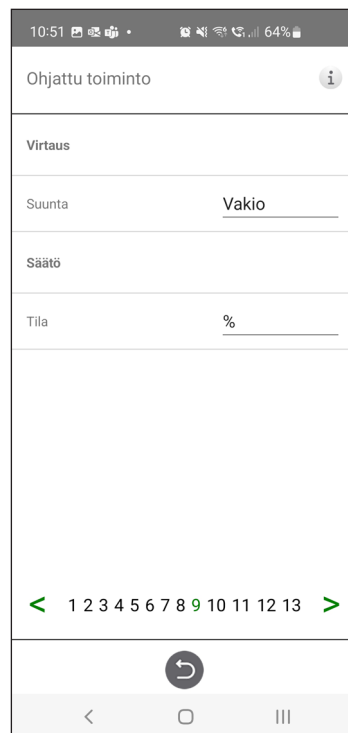 10:51 64%
Ohjattu toiminto i
Virtaus
Suunta Vakio
Säätö
Tila %
< 1 2 3 4 5 6 7 8 9 10 11 12 13 >